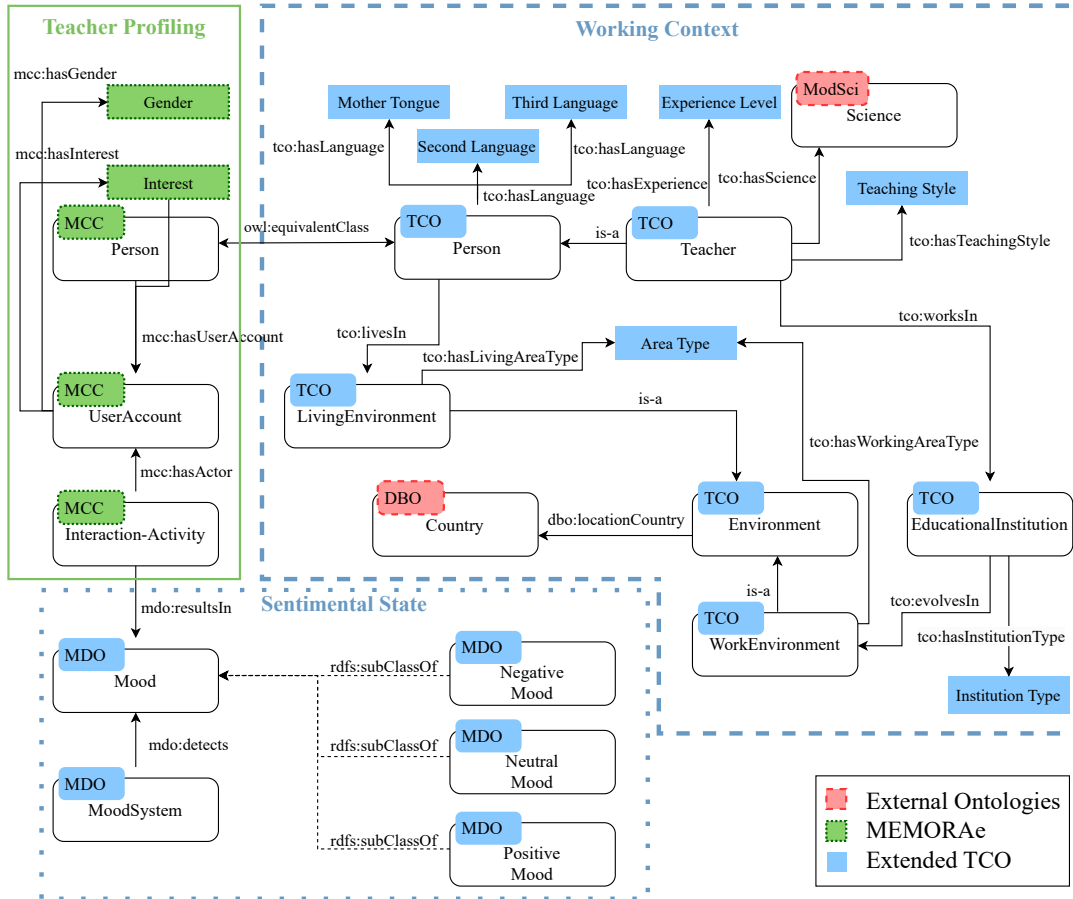 Teacher Profiling
mcc:hasGender
Gender
mcc:hasInterest
Interest
MCC
Person
mcc:hasUserAccount
MCC
UserAccount
mcc:hasActor
MCC
Interaction-Activity
owl:equivalentClass
Working Context
Mother Tongue
Third Language
Experience Level
ModSci
Science
Second Language
tco:hasLanguage
tco:hasLanguage
tco:hasLanguage
tco:hasExperience
tco:hasScience
Teaching Style
TCO
Person
is-a
TCO
Teacher
tco:hasTeachingStyle
tco:livesIn
tco:worksIn
tco:hasLivingAreaType
Area Type
TCO
LivingEnvironment
is-a
tco:hasWorkingAreaType
DBO
Country
dbo:locationCountry
TCO
Environment
TCO
EducationalInstitution
is-a
tco:evolvesIn
TCO
WorkEnvironment
tco:hasInstitutionType
Institution Type
mdo:resultsIn
Sentimental State
MDO
Mood
rdfs:subClassOf
MDO
Negative
Mood
mdo:detects
rdfs:subClassOf
MDO
Neutral
Mood
MDO
MoodSystem
rdfs:subClassOf
MDO
Positive
Mood
External Ontologies
MEMORAe
Extended TCO